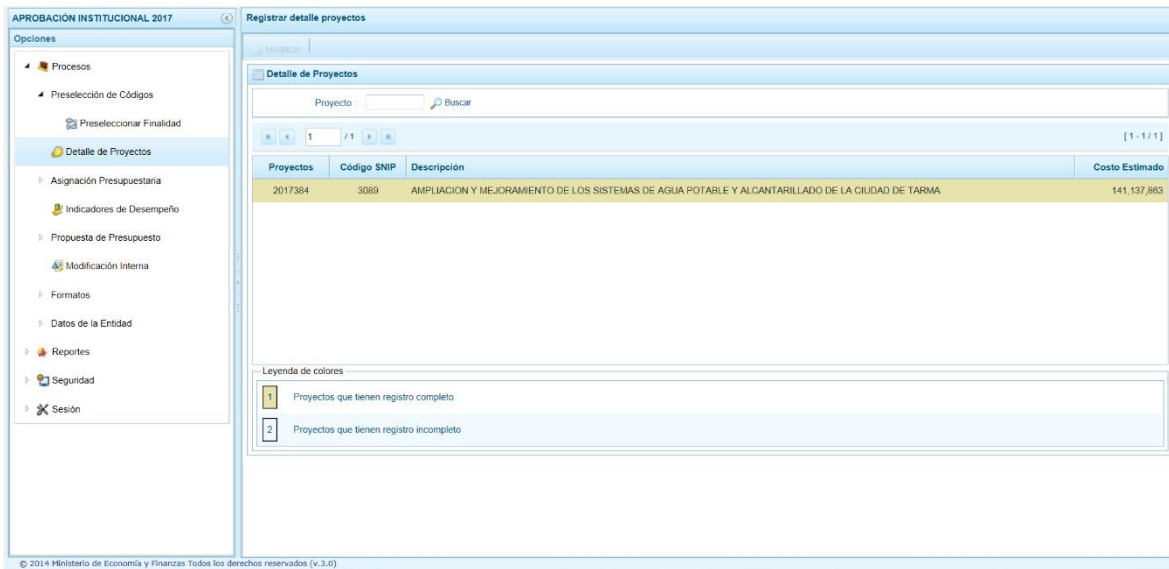 APROBACIÓN INSTITUCIONAL 2017
Opciones
Procesos
Preselección de Códigos
Preseleccionar Finalidad
Detalle de Proyectos
Asignación Presupuestaria
Indicadores de Desempeño
Propuesta de Presupuesto
Modificación Interna
Formatos
Datos de la Entidad
Reportes
Seguridad
Sesión
Registrar detalle proyectos
Modificar
Detalle de Proyectos
Proyecto : Buscar
1 / 1 [ 1 - 1 / 1 ]
Proyectos Código SNIP Descripción Costo Estimado
2017384 3089 AMPLIACION Y MEJORAMIENTO DE LOS SISTEMAS DE AGUA POTABLE Y ALCANTARILLADO DE LA CIUDAD DE TARMA 141,137,863
Leyenda de colores
1 Proyectos que tienen registro completo
2 Proyectos que tienen registro incompleto
© 2014 Ministerio de Economía y Finanzas Todos los derechos reservados (v.3.0)